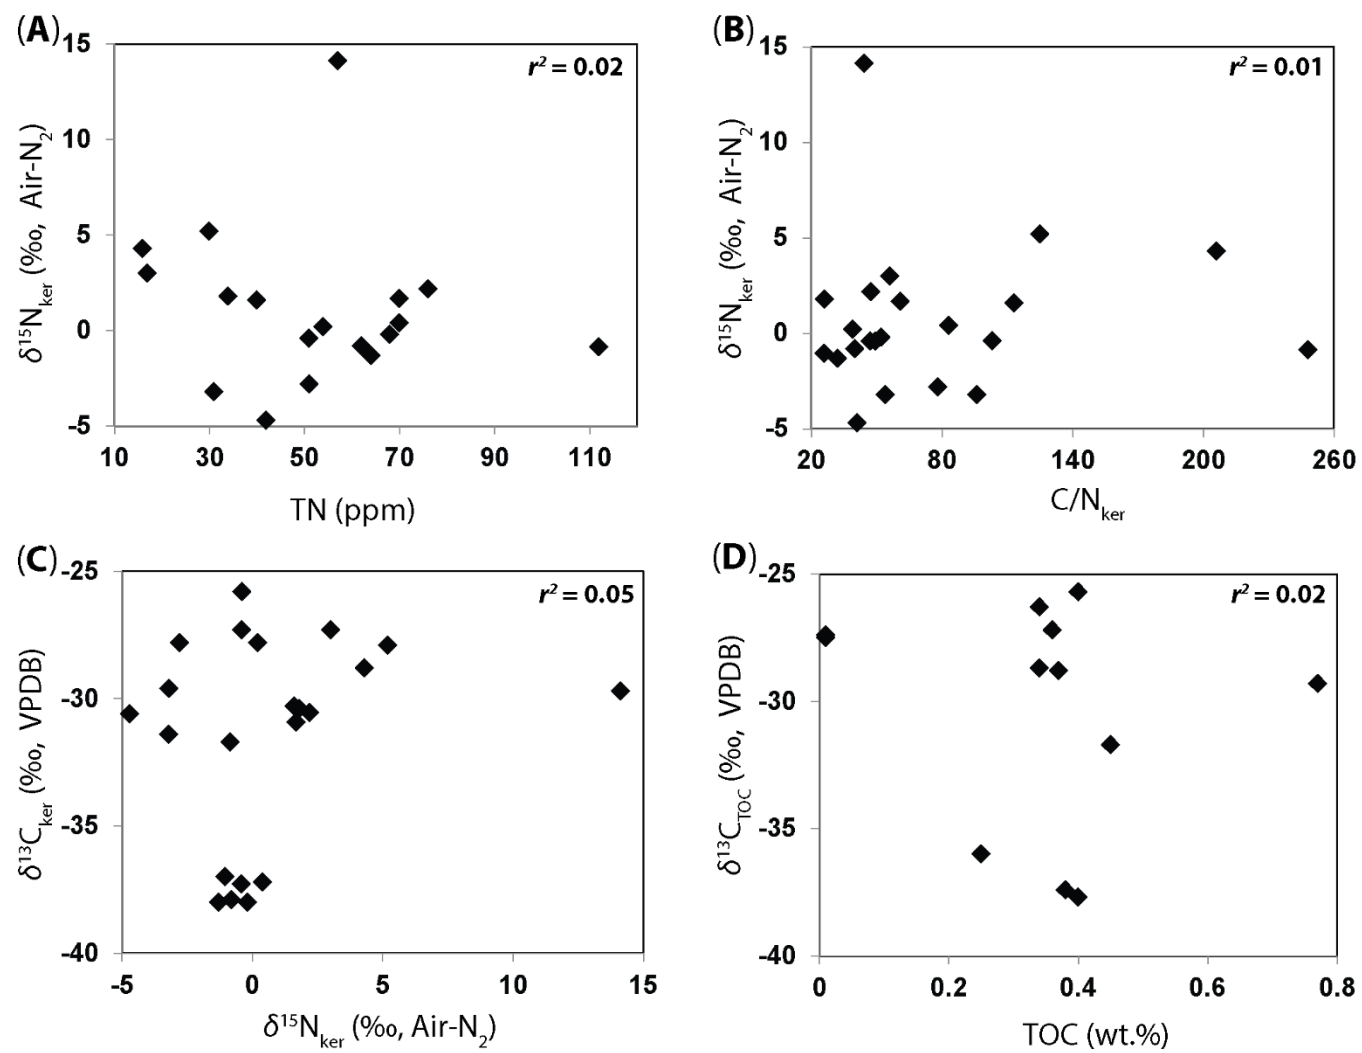 (A)
r² = 0.02
15
10
5
0
-5
δ¹⁵Nₖₑᵣ (‰, Air-N₂)
10 30 50 70 90 110
TN (ppm)
(B)
r² = 0.01
15
10
5
0
-5
δ¹⁵Nₖₑᵣ (‰, Air-N₂)
20 80 140 200 260
C/Nₖₑᵣ
(C)
r² = 0.05
-25
-30
-35
-40
δ¹³Cₖₑᵣ (‰, VPDB)
-5 0 5 10 15
δ¹⁵Nₖₑᵣ (‰, Air-N₂)
(D)
r² = 0.02
-25
-30
-35
-40
δ¹³C_TOC (‰, VPDB)
0 0.2 0.4 0.6 0.8
TOC (wt.%)